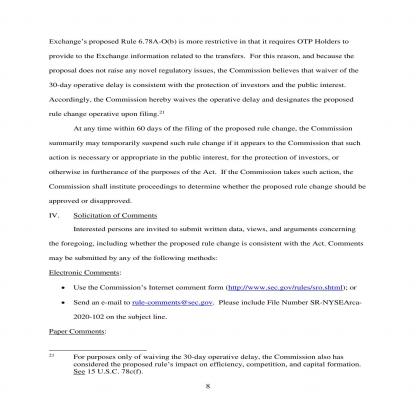 Exchange's proposed Rule 6.78A-O(b) is more restrictive in that it requires OTP Holders to
provide to the Exchange information related to the transfers. For this reason, and because the
proposal does not raise any novel regulatory issues, the Commission believes that waiver of the
30-day operative delay is consistent with the protection of investors and the public interest.
Accordingly, the Commission hereby waives the operative delay and designates the proposed
rule change operative upon filing.21
At any time within 60 days of the filing of the proposed rule change, the Commission
summarily may temporarily suspend such rule change if it appears to the Commission that such
action is necessary or appropriate in the public interest, for the protection of investors, or
otherwise in furtherance of the purposes of the Act. If the Commission takes such action, the
Commission shall institute proceedings to determine whether the proposed rule change should be
approved or disapproved.
IV. Solicitation of Comments
Interested persons are invited to submit written data, views, and arguments concerning
the foregoing, including whether the proposed rule change is consistent with the Act. Comments
may be submitted by any of the following methods:
Electronic Comments:
• Use the Commission's Internet comment form (http://www.sec.gov/rules/sro.shtml); or
• Send an e-mail to rule-comments@sec.gov. Please include File Number SR-NYSEArca-
2020-102 on the subject line.
Paper Comments:
21 For purposes only of waiving the 30-day operative delay, the Commission also has
considered the proposed rule's impact on efficiency, competition, and capital formation.
See 15 U.S.C. 78c(f).
8